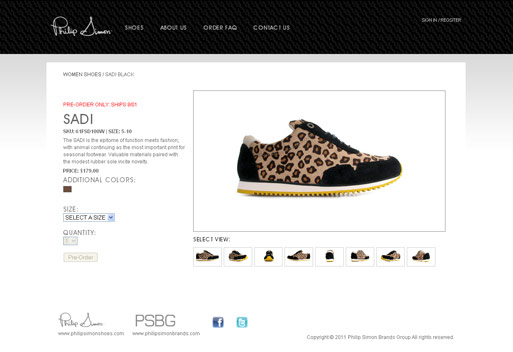 Philip Simon
SHOES ABOUT US ORDER FAQ CONTACT US
SIGN IN / REGISTER
WOMEN SHOES / SADI BLACK
PRE-ORDER ONLY: SHIPS 8/01
SADI
SIZE: 5-10
The SADI is the epitome of function meets fashion,
with animal continuing as the most important print for
seasonal footwear. Valuable materials paired with
the modest rubber sole incite novelty.
PRICE: $179.00
ADDITIONAL COLORS:
SIZE:
SELECT A SIZE
QUANTITY:
1
Pre-Order
SELECT VIEW:
Philip Simon
www.philipsimonshoes.com
PSBG
www.philipsimonbrands.com
Copyright © 2011 Philip Simon Brands Group All rights reserved.